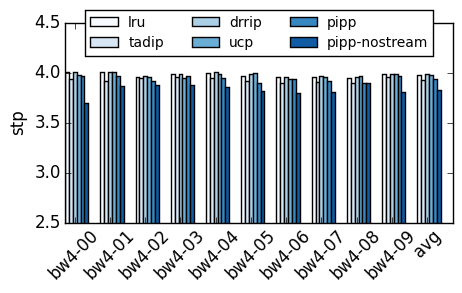 lru drrip pipp
tadip ucp pipp-nostream
4.5
4.0
3.5
3.0
2.5
stp
bw4-00 bw4-01 bw4-02 bw4-03 bw4-04 bw4-05 bw4-06 bw4-07 bw4-08 bw4-09 avg